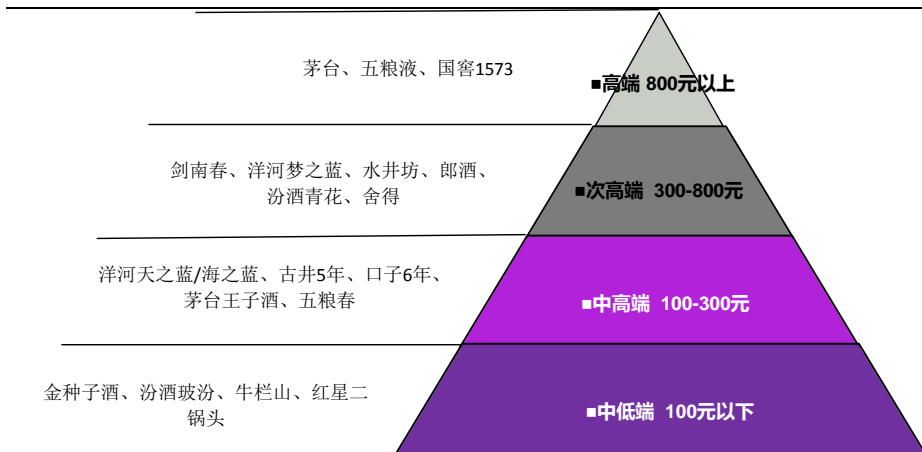 茅台、五粮液、国窖1573
■高端 800元以上
剑南春、洋河梦之蓝、水井坊、郎酒、
汾酒青花、舍得
■次高端 300-800元
洋河天之蓝/海之蓝、古井5年、口子6年、
茅台王子酒、五粮春
■中高端 100-300元
金种子酒、汾酒玻汾、牛栏山、红星二
锅头
■中低端 100元以下